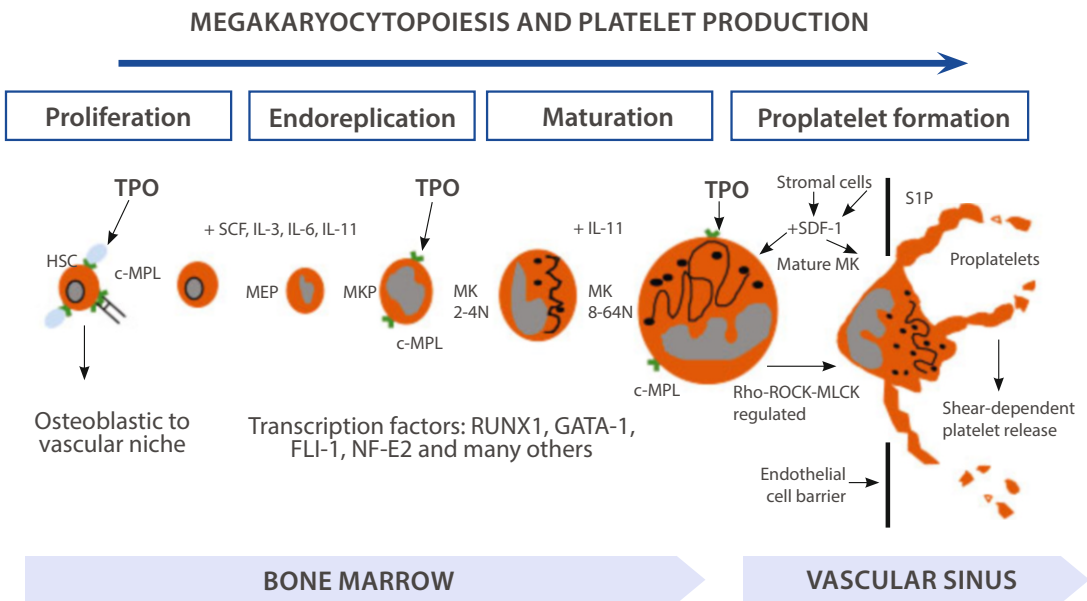 MEGAKARYOCYTOPOIESIS AND PLATELET PRODUCTION
Proliferation
Endoreplication
Maturation
Proplatelet formation
TPO
HSC
c-MPL
Osteoblastic to
vascular niche
+ SCF, IL-3, IL-6, IL-11
MEP
TPO
MKP
c-MPL
Transcription factors: RUNX1, GATA-1,
FLI-1, NF-E2 and many others
MK
2-4N
+ IL-11
MK
8-64N
TPO
c-MPL
Stromal cells
+SDF-1
Mature MK
Rho-ROCK-MLCK
regulated
Endothelial
cell barrier
S1P
Proplatelets
Shear-dependent
platelet release
BONE MARROW
VASCULAR SINUS